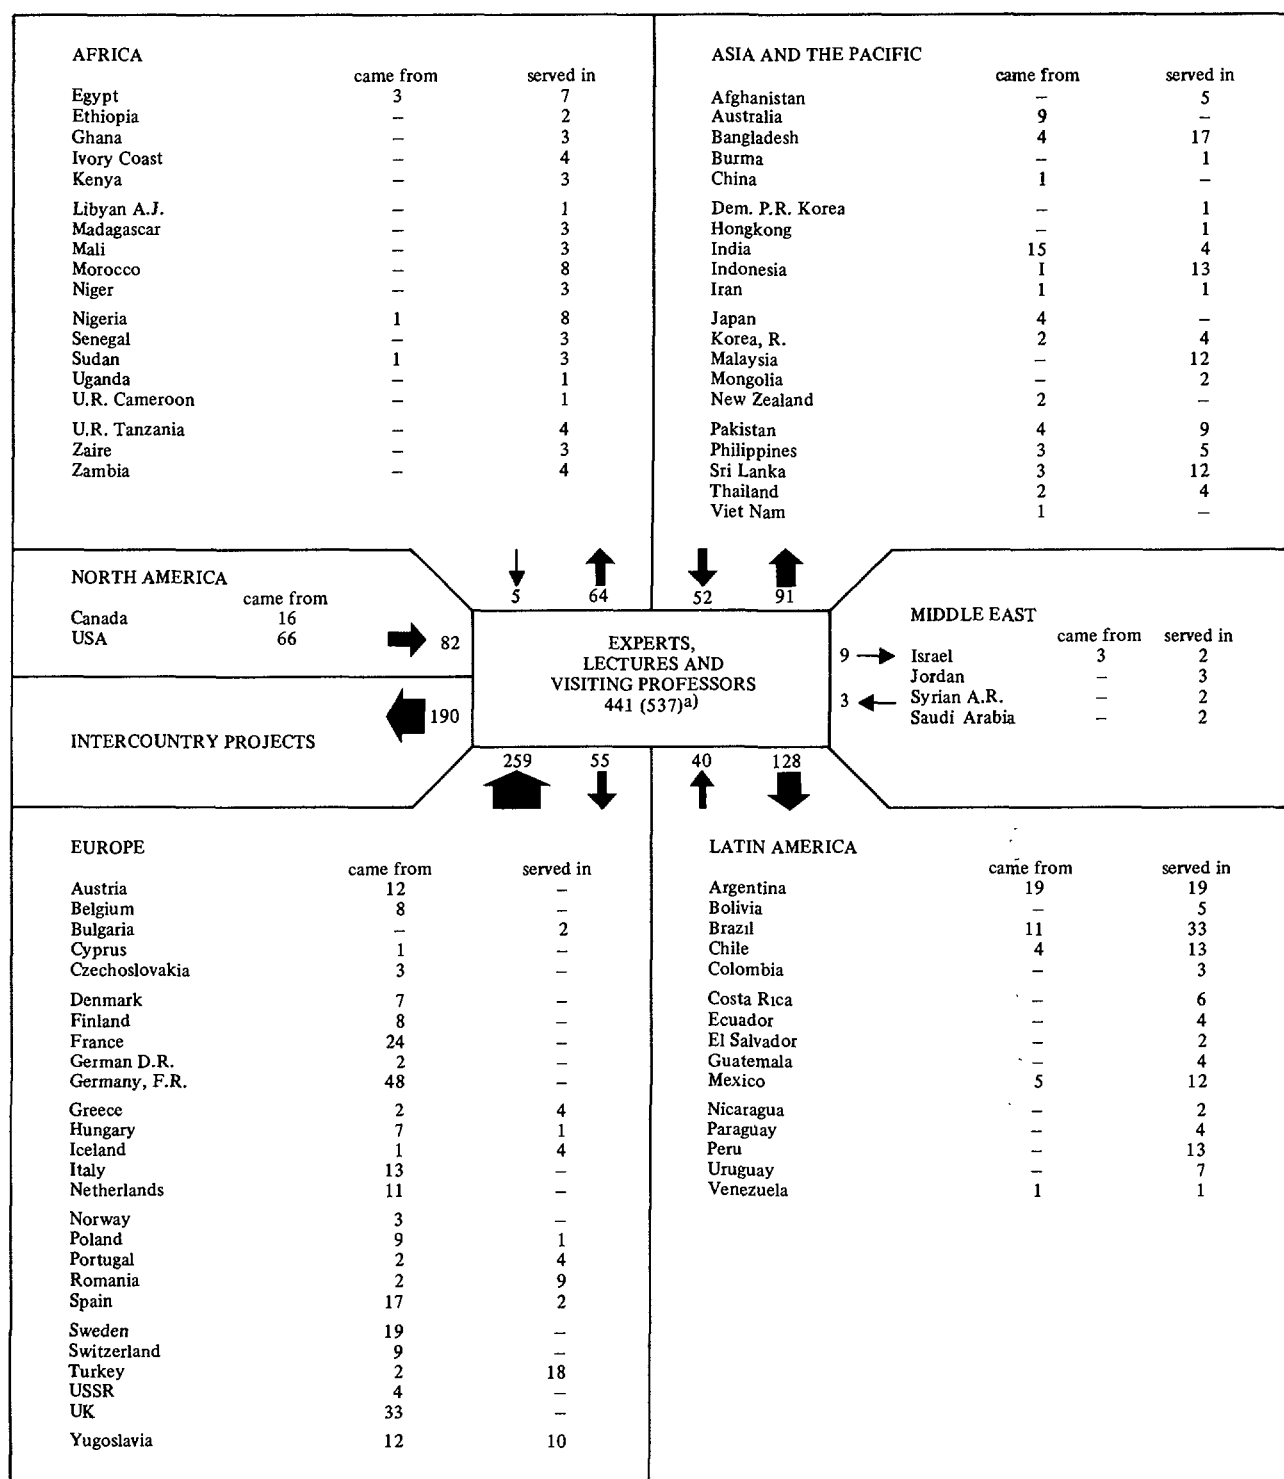 AFRICA
came from served in
Egypt 3 7
Ethiopia – 2
Ghana – 3
Ivory Coast – 4
Kenya – 3
Libyan A.J. – 1
Madagascar – 3
Mali – 3
Morocco – 8
Niger – 3
Nigeria 1 8
Senegal – 3
Sudan 1 3
Uganda – 1
U.R. Cameroon – 1
U.R. Tanzania – 4
Zaire – 3
Zambia – 4
5 64
ASIA AND THE PACIFIC
came from served in
Afghanistan – 5
Australia 9 –
Bangladesh 4 17
Burma – 1
China 1 –
Dem. P.R. Korea – 1
Hongkong – 1
India 15 4
Indonesia I 13
Iran 1 1
Japan 4 –
Korea, R. 2 4
Malaysia – 12
Mongolia – 2
New Zealand 2 –
Pakistan 4 9
Philippines 3 5
Sri Lanka 3 12
Thailand 2 4
Viet Nam 1 –
52 91
NORTH AMERICA
came from
Canada 16
USA 66
82
INTERCOUNTRY PROJECTS
190
EXPERTS,
LECTURES AND
VISITING PROFESSORS
441 (537)a)
MIDDLE EAST
came from served in
9 Israel 3 2
Jordan – 3
3 Syrian A.R. – 2
Saudi Arabia – 2
259 55
EUROPE
came from served in
Austria 12 –
Belgium 8 –
Bulgaria – 2
Cyprus 1 –
Czechoslovakia 3 –
Denmark 7 –
Finland 8 –
France 24 –
German D.R. 2 –
Germany, F.R. 48 –
Greece 2 4
Hungary 7 1
Iceland 1 4
Italy 13 –
Netherlands 11 –
Norway 3 –
Poland 9 1
Portugal 2 4
Romania 2 9
Spain 17 2
Sweden 19 –
Switzerland 9 –
Turkey 2 18
USSR 4 –
UK 33 –
Yugoslavia 12 10
40 128
LATIN AMERICA
came from served in
Argentina 19 19
Bolivia – 5
Brazil 11 33
Chile 4 13
Colombia – 3
Costa Rica – 6
Ecuador – 4
El Salvador – 2
Guatemala – 4
Mexico 5 12
Nicaragua – 2
Paraguay – 4
Peru – 13
Uruguay – 7
Venezuela 1 1